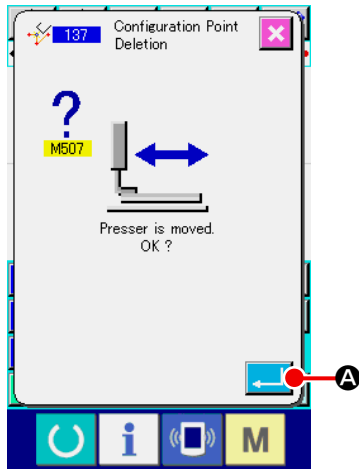 137
Configuration Point
Deletion
?
M507
Presser is moved.
OK ?
A
i
M